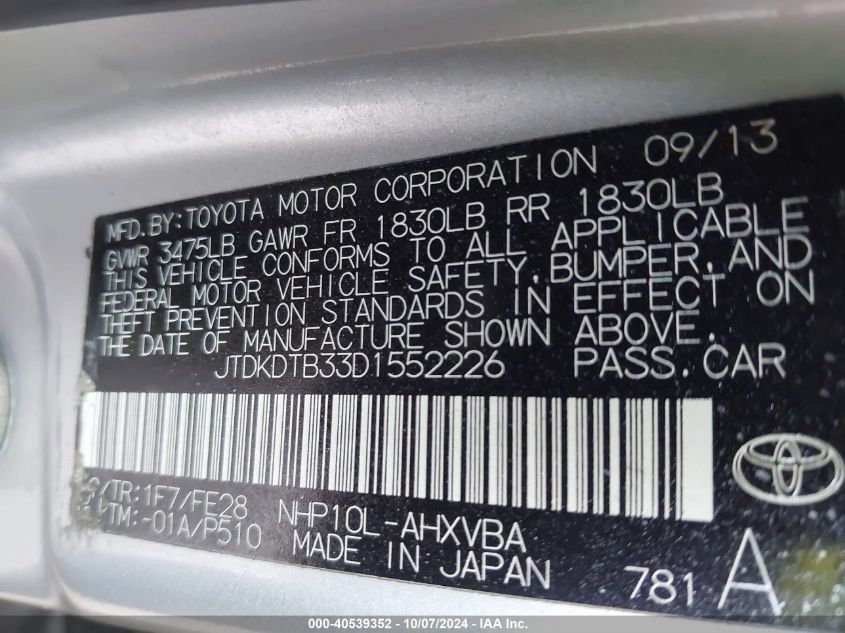 MFD.BY:TOYOTA MOTOR CORPORATION 09/13
GVWR 3475LB GAWR FR 1830LB RR 1830LB
THIS VEHICLE CONFORMS TO ALL APPLICABLE
FEDERAL MOTOR VEHICLE SAFETY, BUMPER, AND
THEFT PREVENTION STANDARDS IN EFFECT ON
THE DATE OF MANUFACTURE SHOWN ABOVE.
JTDKDTB33D1552226 PASS.CAR
/TR:1F7/FE28 NHP10L-AHXVBA
TM:-01A/P510 MADE IN JAPAN 781 A
000-40539352 | 10/07/2024 - IAA, Inc.